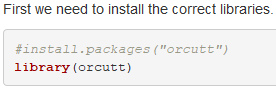 First we need to install the correct libraries.
#install.packages("orcutt")
library(orcutt)